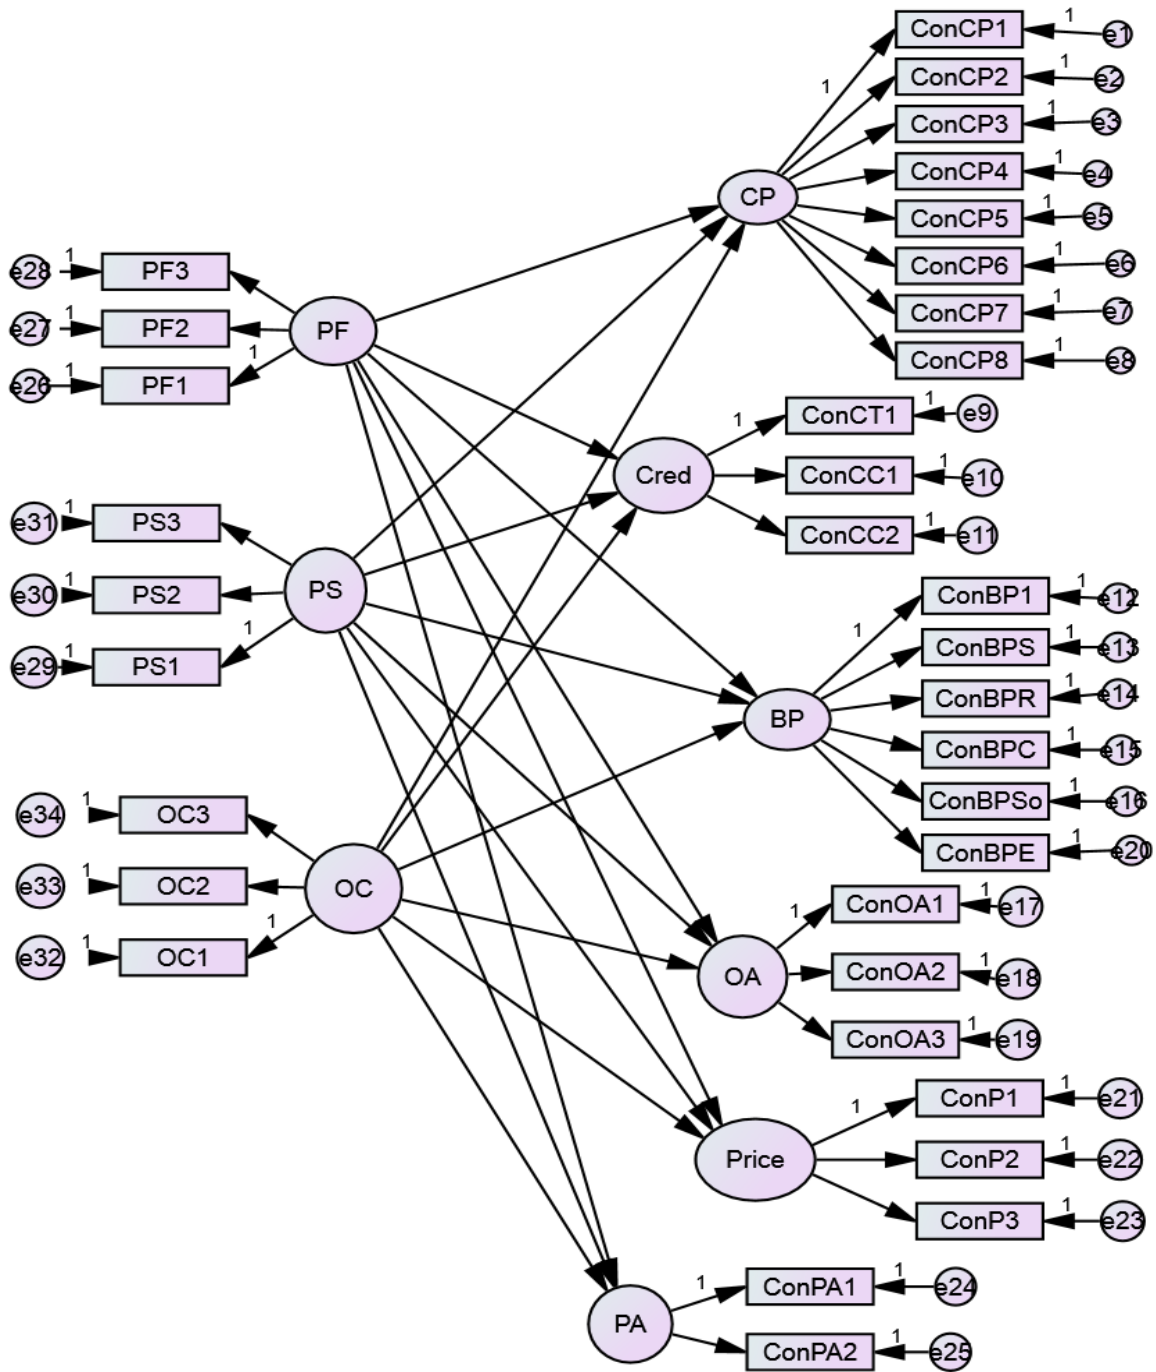 1
ConCP1
1
e1
ConCP2
1
e2
ConCP3
1
e3
ConCP4
1
e4
CP
ConCP5
1
e5
ConCP6
1
e6
ConCP7
1
e7
ConCP8
1
e8
e28
1
PF3
e27
1
PF2
PF
e26
1
PF1
1
1
ConCT1
1
e9
Cred
ConCC1
1
e10
ConCC2
1
e11
e31
1
PS3
e30
1
PS2
PS
e29
1
PS1
1
1
ConBP1
1
e12
ConBPS
1
e13
ConBPR
1
e14
BP
ConBPC
1
e15
ConBPSo
1
e16
ConBPE
1
e20
e34
1
OC3
e33
1
OC2
OC
e32
1
OC1
1
1
ConOA1
1
e17
OA
ConOA2
1
e18
ConOA3
1
e19
1
ConP1
1
e21
Price
ConP2
1
e22
ConP3
1
e23
1
ConPA1
1
e24
PA
ConPA2
1
e25